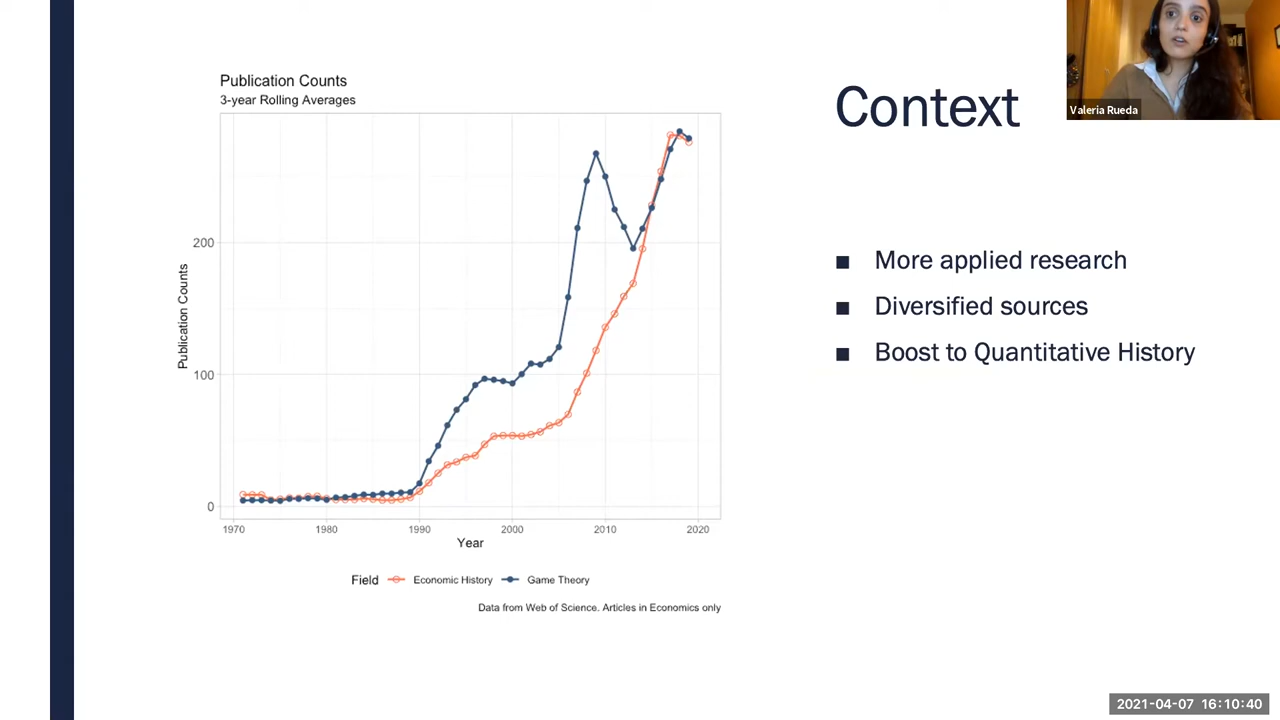 Publication Counts
3-year Rolling Averages
Publication Counts
200
100
0
1970 1980 1990 2000 2010 2020
Year
Field Economic History Game Theory
Data from Web of Science. Articles in Economics only
Context
■ More applied research
■ Diversified sources
■ Boost to Quantitative History
Valeria Rueda
2021-04-07 16:10:40